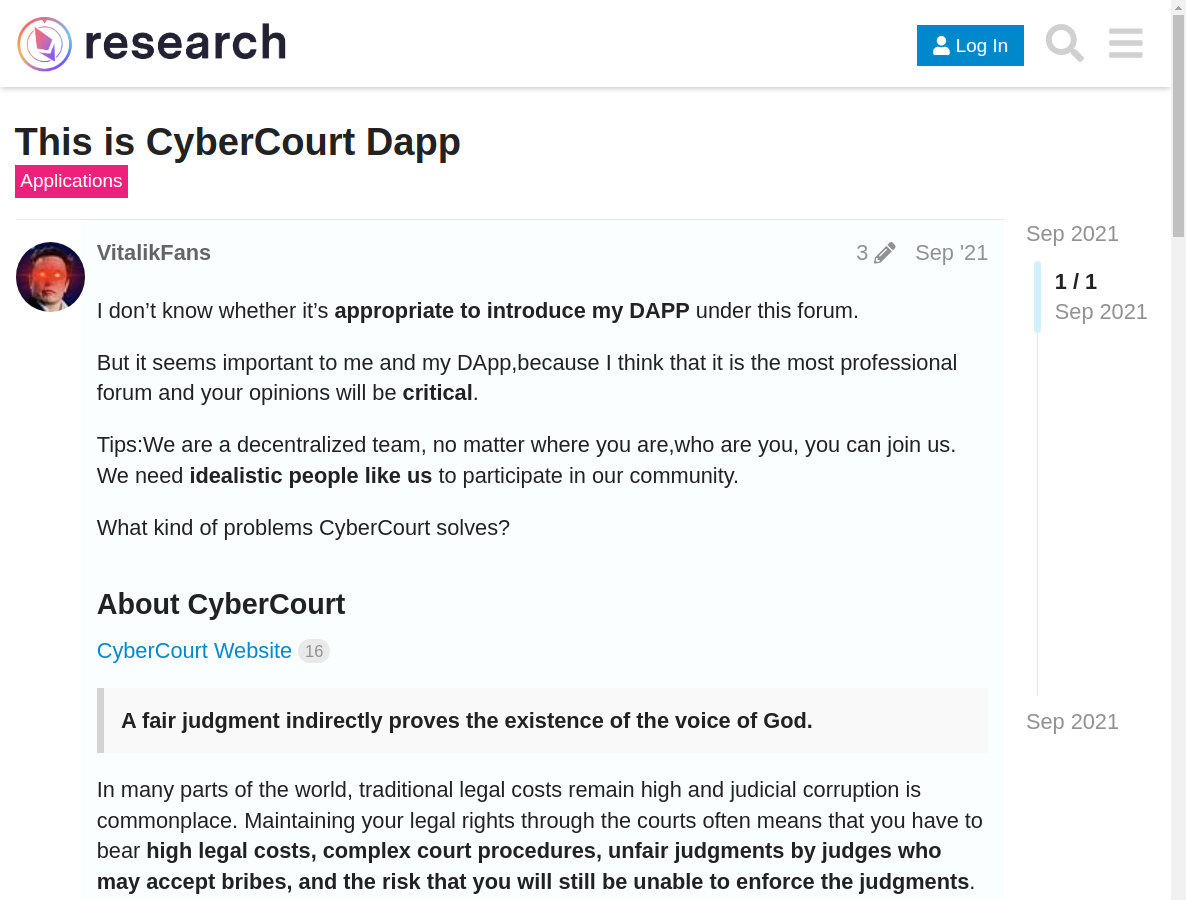 research
Log In
This is CyberCourt Dapp
Applications
VitalikFans
3
Sep '21
Sep 2021
1 / 1
Sep 2021
I don’t know whether it’s appropriate to introduce my DAPP under this forum.
But it seems important to me and my DApp,because I think that it is the most professional
forum and your opinions will be critical.
Tips:We are a decentralized team, no matter where you are,who are you, you can join us.
We need idealistic people like us to participate in our community.
What kind of problems CyberCourt solves?
About CyberCourt
CyberCourt Website 16
A fair judgment indirectly proves the existence of the voice of God.
Sep 2021
In many parts of the world, traditional legal costs remain high and judicial corruption is
commonplace. Maintaining your legal rights through the courts often means that you have to
bear high legal costs, complex court procedures, unfair judgments by judges who
may accept bribes, and the risk that you will still be unable to enforce the judgments.